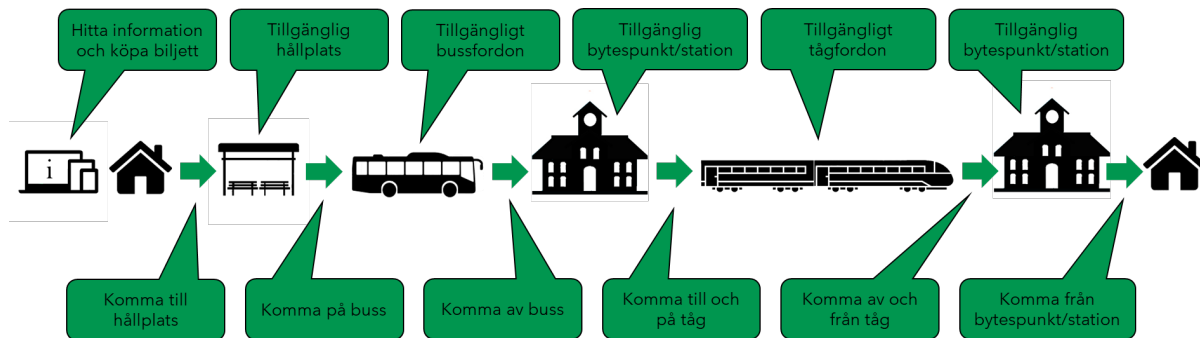 Hitta information
och köpa biljett
Tillgänglig
hållplats
Tillgängligt
bussfordon
Tillgänglig
bytespunkt/station
Tillgängligt
tågfordon
Tillgänglig
bytespunkt/station
i
Komma till
hållplats
Komma på buss
Komma av buss
Komma till och
på tåg
Komma av och
från tåg
Komma från
bytespunkt/station